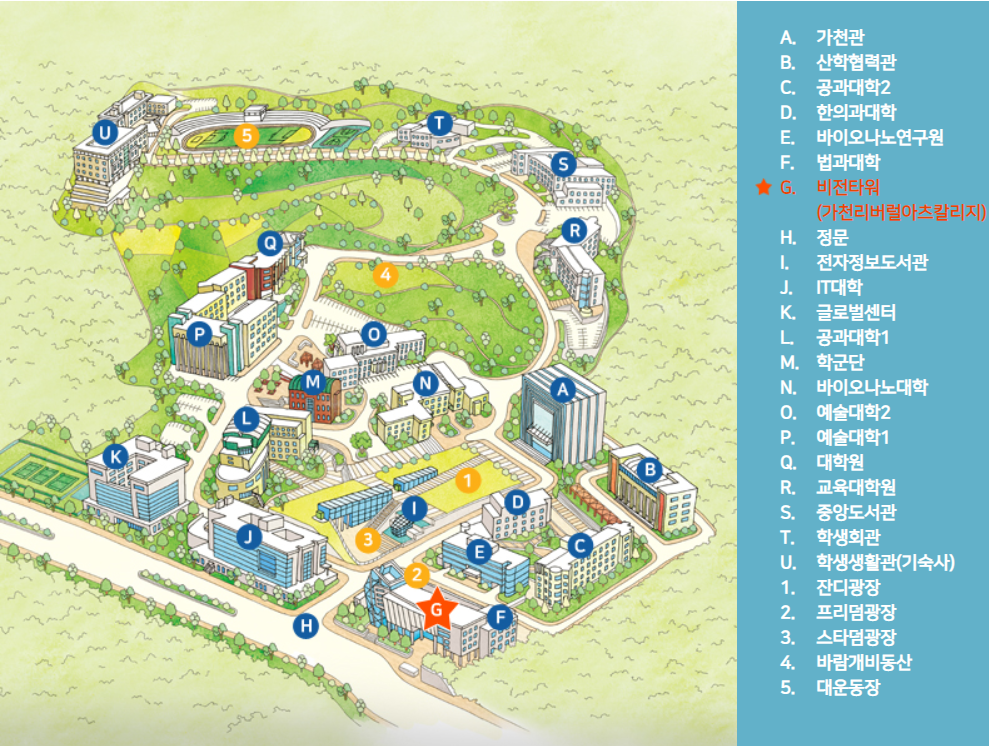 U
5
T
S
R
Q
4
P
O
M
N
A
L
K
B
1
I
D
J
3
E
C
2
G
H
F
A. 가천관
B. 산학협력관
C. 공과대학2
D. 한의과대학
E. 바이오나노연구원
F. 법과대학
G. 비전타워
(가천리버럴아츠칼리지)
H. 정문
I. 전자정보도서관
J. IT대학
K. 글로벌센터
L. 공과대학1
M. 학군단
N. 바이오나노대학
O. 예술대학2
P. 예술대학1
Q. 대학원
R. 교육대학원
S. 중앙도서관
T. 학생회관
U. 학생생활관(기숙사)
1. 잔디광장
2. 프리덤광장
3. 스타덤광장
4. 바람개비동산
5. 대운동장